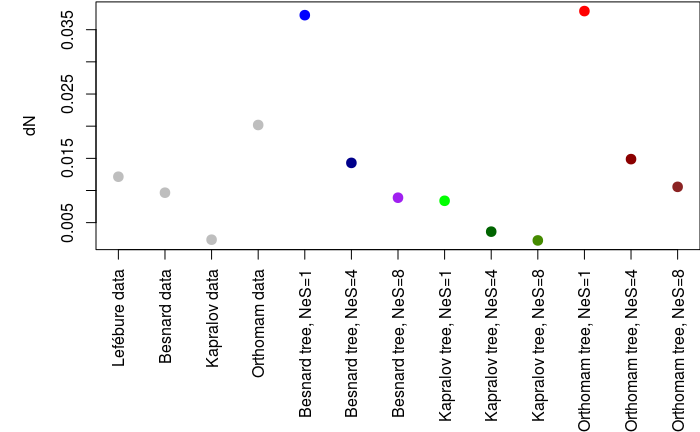 dN
0.035
0.025
0.015
0.005
Lefébure data
Besnard data
Kapralov data
Orthomam data
Besnard tree, NeS=1
Besnard tree, NeS=4
Besnard tree, NeS=8
Kapralov tree, NeS=1
Kapralov tree, NeS=4
Kapralov tree, NeS=8
Orthomam tree, NeS=1
Orthomam tree, NeS=4
Orthomam tree, NeS=8